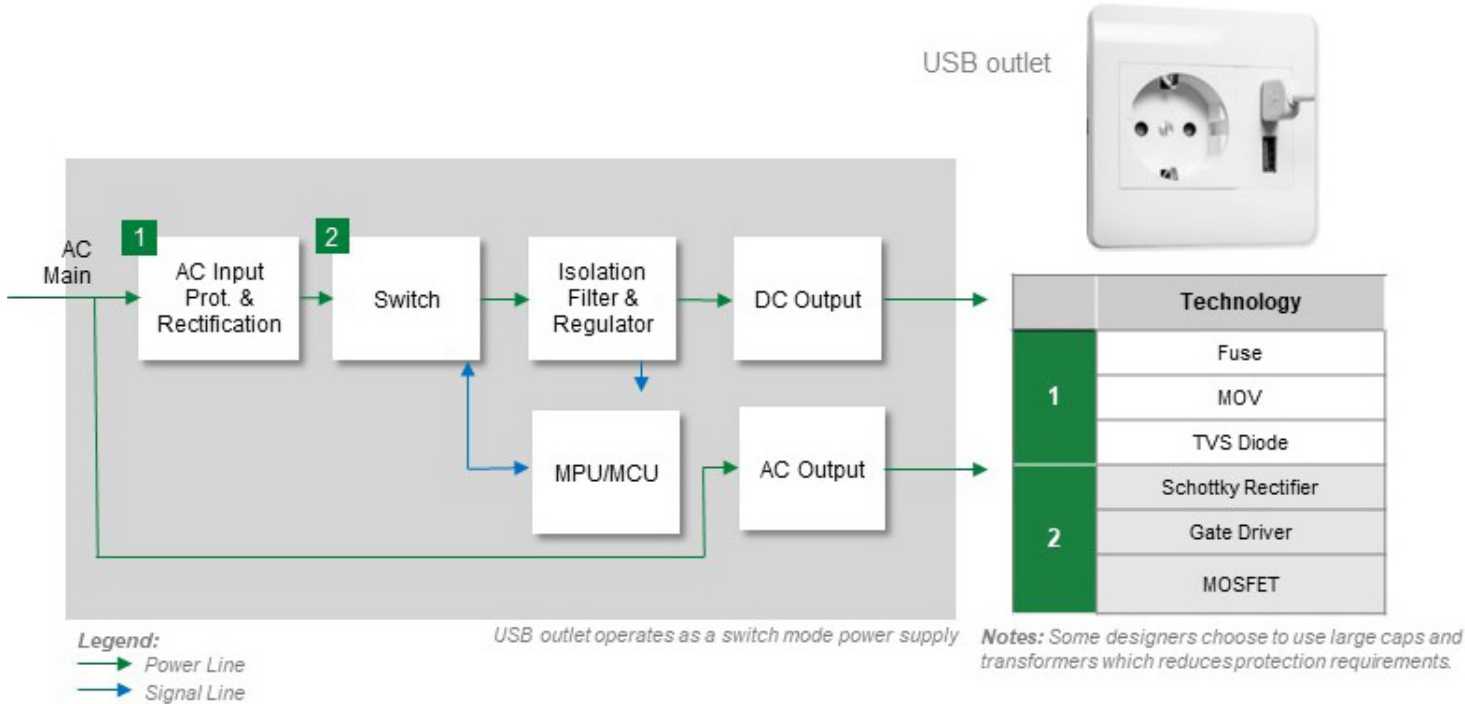 USB outlet
AC
Main
1
AC Input
Prot. &
Rectification
2
Switch
Isolation
Filter &
Regulator
DC Output
MPU/MCU
AC Output
Technology
1
Fuse
MOV
TVS Diode
2
Schottky Rectifier
Gate Driver
MOSFET
Legend:
Power Line
Signal Line
USB outlet operates as a switch mode power supply
Notes: Some designers choose to use large caps and
transformers which reduces protection requirements.